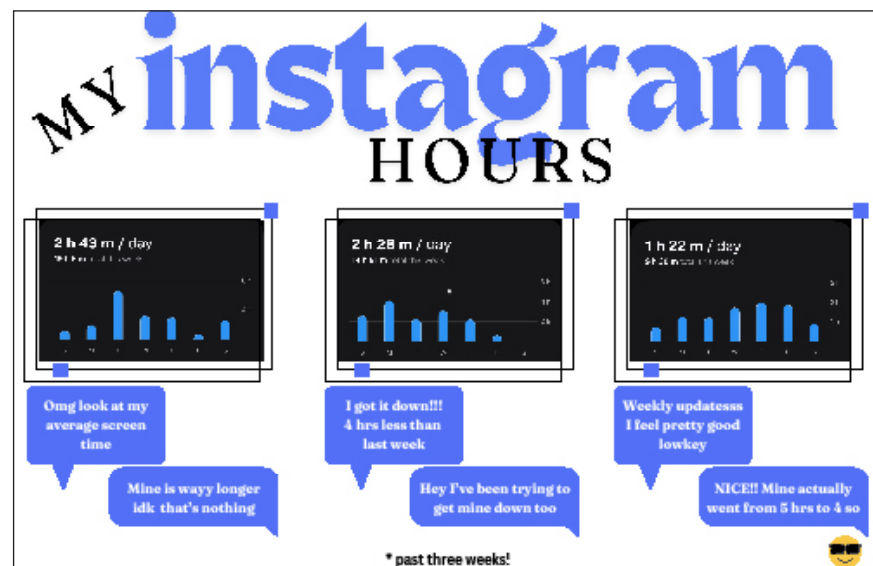 MY
instagram
HOURS
2 h 43 m / day
2 h 28 m / day
1 h 22 m / day
Omg look at my
average screen
time
Mine is wayy longer
idk that's nothing
I got it down!!!
4 hrs less than
last week
Hey I've been trying to
get mine down too
Weekly updatesss
I feel pretty good
lowkey
NICE!! Mine actually
went from 5 hrs to 4 so
* past three weeks!